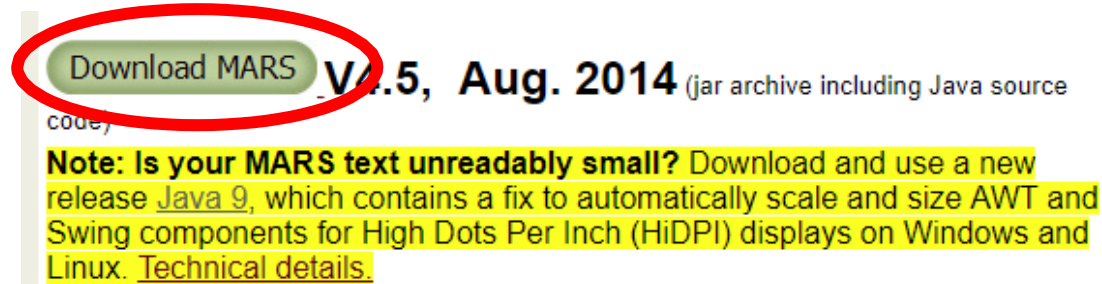 Download MARS V4.5, Aug. 2014 (jar archive including Java source
code)
Note: Is your MARS text unreadably small? Download and use a new
release Java 9, which contains a fix to automatically scale and size AWT and
Swing components for High Dots Per Inch (HiDPI) displays on Windows and
Linux. Technical details.